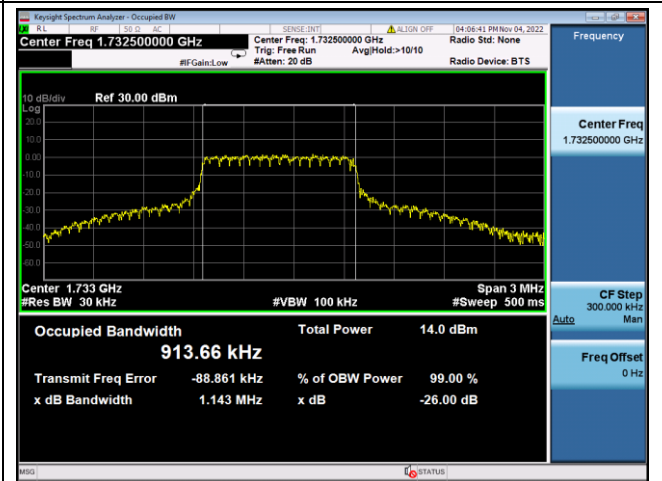 Keysight Spectrum Analyzer - Occupied BW
RL RF 50 Ω AC SENSE:INT ALIGN OFF 04:06:41 PM Nov 04, 2022
Center Freq 1.732500000 GHz Center Freq: 1.732500000 GHz Radio Std: None Frequency
Trig: Free Run Avg|Hold:>10/10
#IFGain:Low #Atten: 20 dB Radio Device: BTS
10 dB/div Ref 30.00 dBm
Log
20.0
10.0
0.00
-10.0
-20.0
-30.0
-40.0
-50.0
-60.0
Center Freq
1.732500000 GHz
Center 1.733 GHz Span 3 MHz
#Res BW 30 kHz #VBW 100 kHz #Sweep 500 ms
CF Step
300.000 kHz
Auto Man
Occupied Bandwidth Total Power 14.0 dBm
913.66 kHz
Freq Offset
0 Hz
Transmit Freq Error -88.861 kHz % of OBW Power 99.00 %
x dB Bandwidth 1.143 MHz x dB -26.00 dB
MSG STATUS